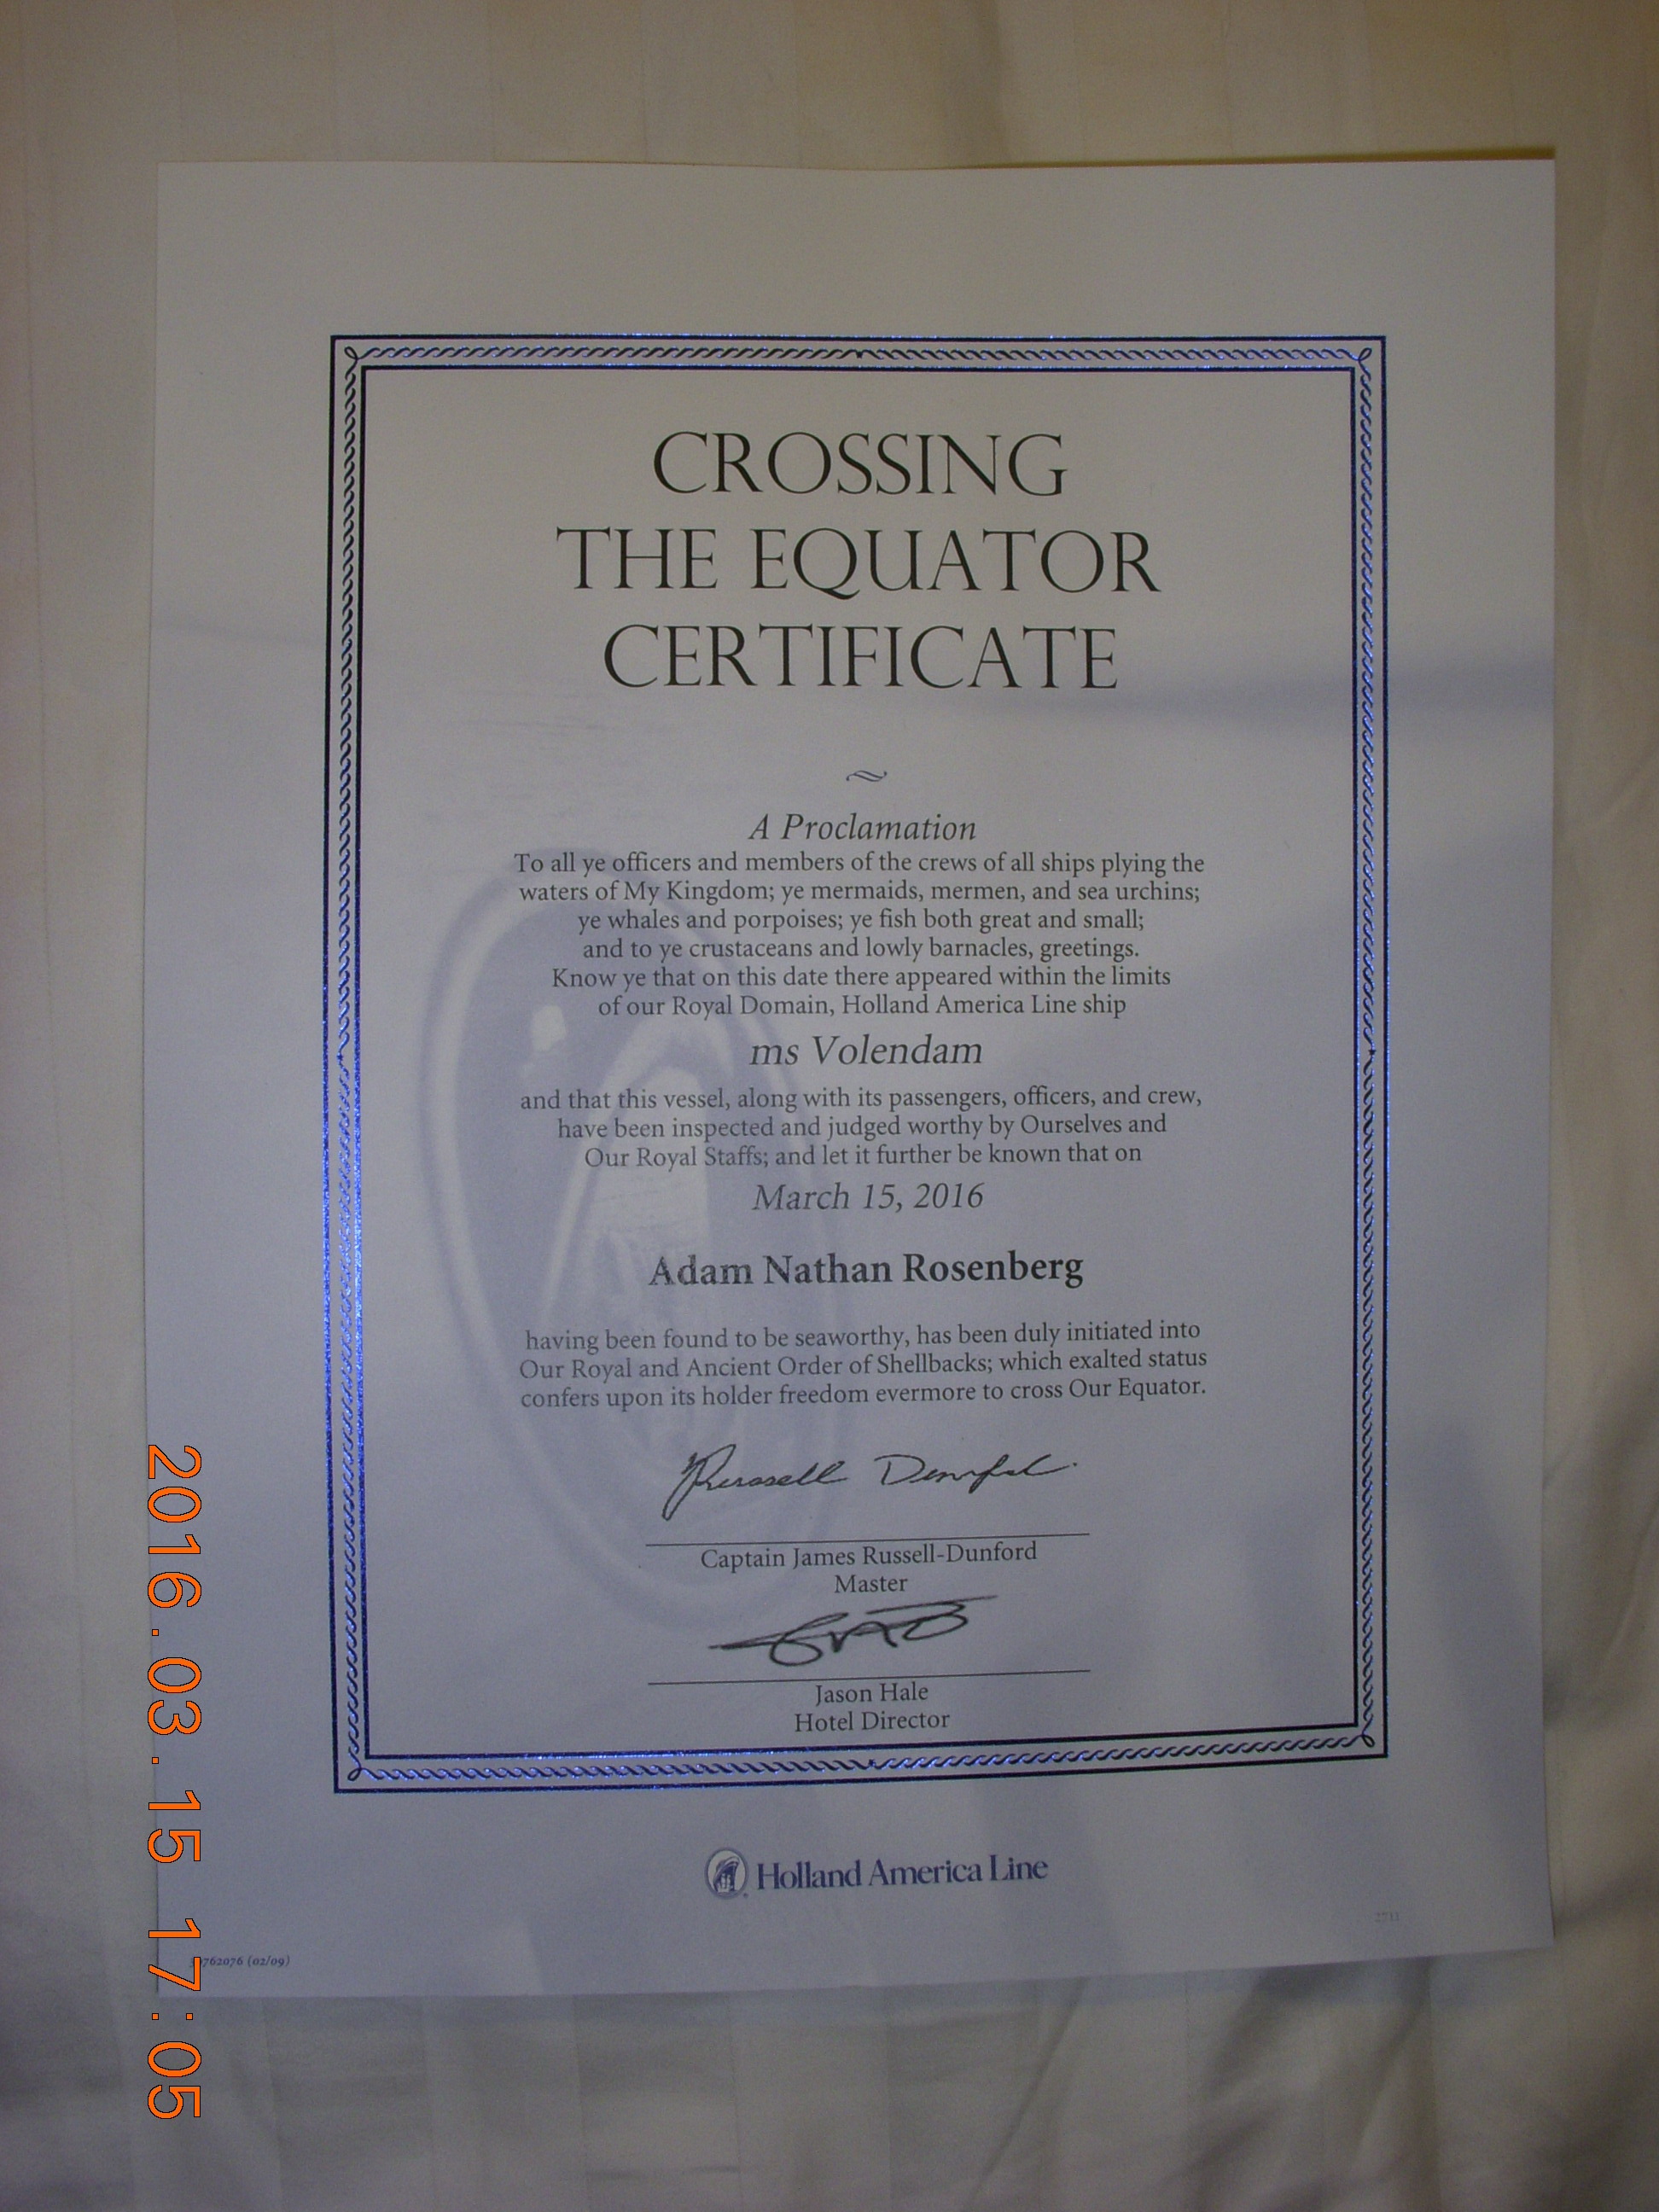 CROSSING
THE EQUATOR
CERTIFICATE
A Proclamation
To all ye officers and members of the crews of all ships plying the
waters of My Kingdom; ye mermaids, mermen, and sea urchins;
ye whales and porpoises; ye fish both great and small;
and to ye crustaceans and lowly barnacles, greetings.
Know ye that on this date there appeared within the limits
of our Royal Domain, Holland America Line ship
ms Volendam
and that this vessel, along with its passengers, officers, and crew,
have been inspected and judged worthy by Ourselves and
Our Royal Staffs; and let it further be known that on
March 15, 2016
Adam Nathan Rosenberg
having been found to be seaworthy, has been duly initiated into
Our Royal and Ancient Order of Shellbacks; which exalted status
confers upon its holder freedom evermore to cross Our Equator.
Captain James Russell-Dunford
Master
Jason Hale
Hotel Director
Holland America Line
(02/09)
2016.03.15 17:05